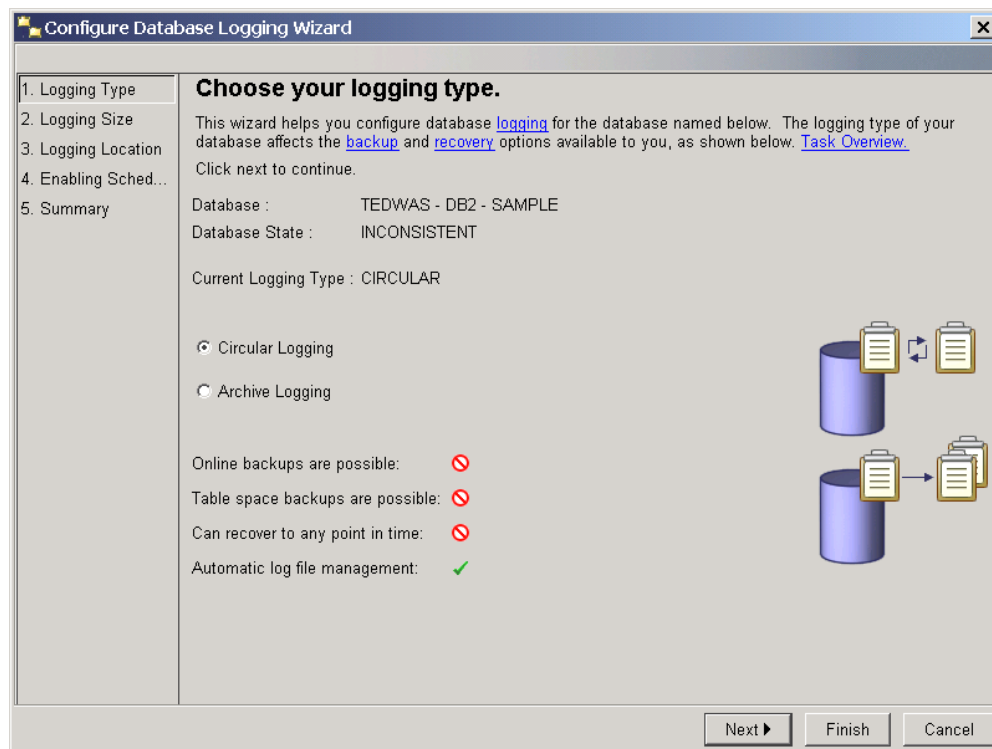 Configure Database Logging Wizard
1. Logging Type
2. Logging Size
3. Logging Location
4. Enabling Sched...
5. Summary
Choose your logging type.
This wizard helps you configure database logging for the database named below. The logging type of your
database affects the backup and recovery options available to you, as shown below. Task Overview.
Click next to continue.
Database : TEDWAS - DB2 - SAMPLE
Database State : INCONSISTENT
Current Logging Type : CIRCULAR
Circular Logging
Archive Logging
Online backups are possible:
Table space backups are possible:
Can recover to any point in time:
Automatic log file management:
Next Finish Cancel